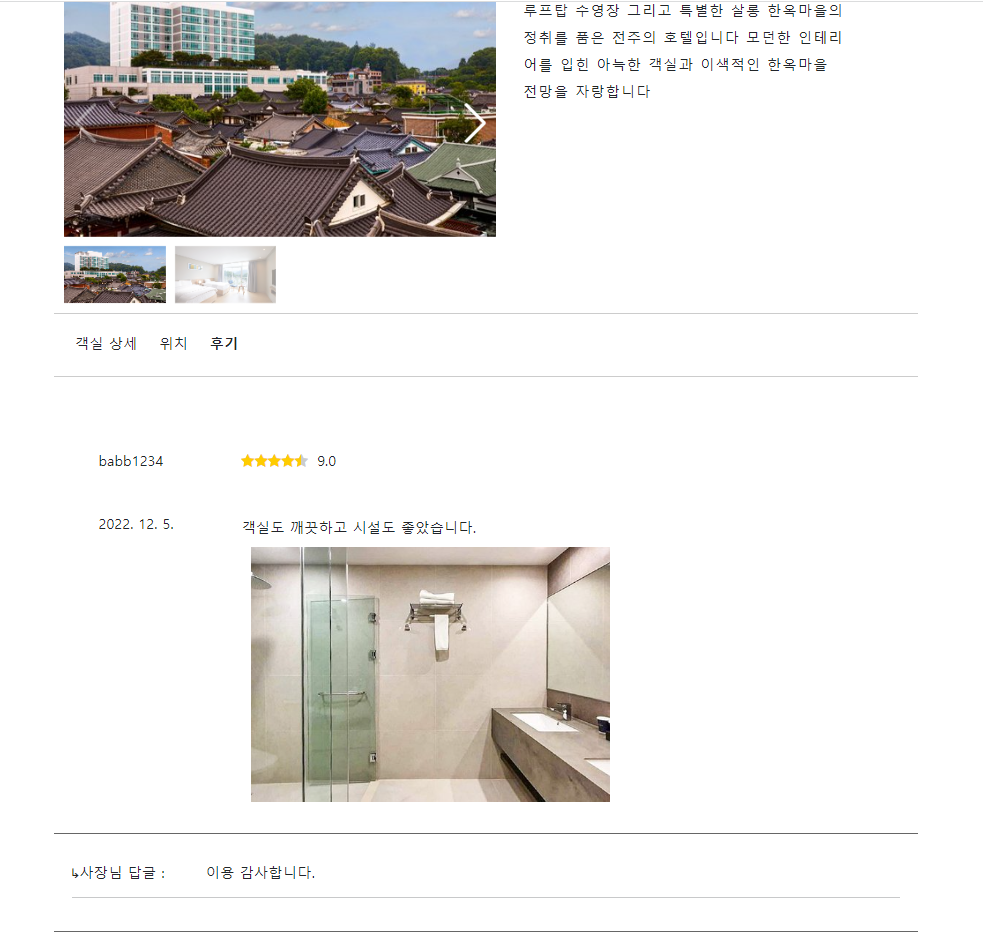 루프탑 수영장 그리고 특별한 살롱 한옥마을의
정취를 품은 전주의 호텔입니다 모던한 인테리
어를 입힌 아늑한 객실과 이색적인 한옥마을
전망을 자랑합니다
객실 상세 위치 후기
babb1234 9.0
2022. 12. 5. 객실도 깨끗하고 시설도 좋았습니다.
↳사장님 답글 : 이용 감사합니다.